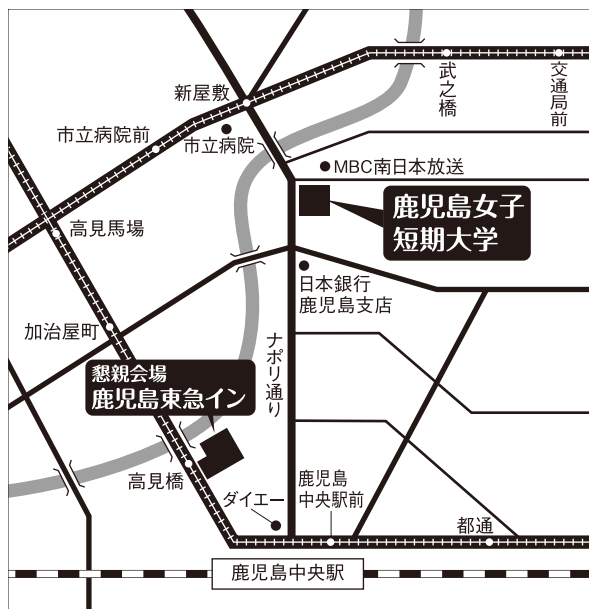 武之橋
交通局前
新屋敷
市立病院前
市立病院
MBC南日本放送
鹿児島女子
短期大学
高見馬場
日本銀行
鹿児島支店
加治屋町
ナポリ通り
懇親会場
鹿児島東急イン
高見橋
ダイエー
鹿児島
中央駅前
都通
鹿児島中央駅